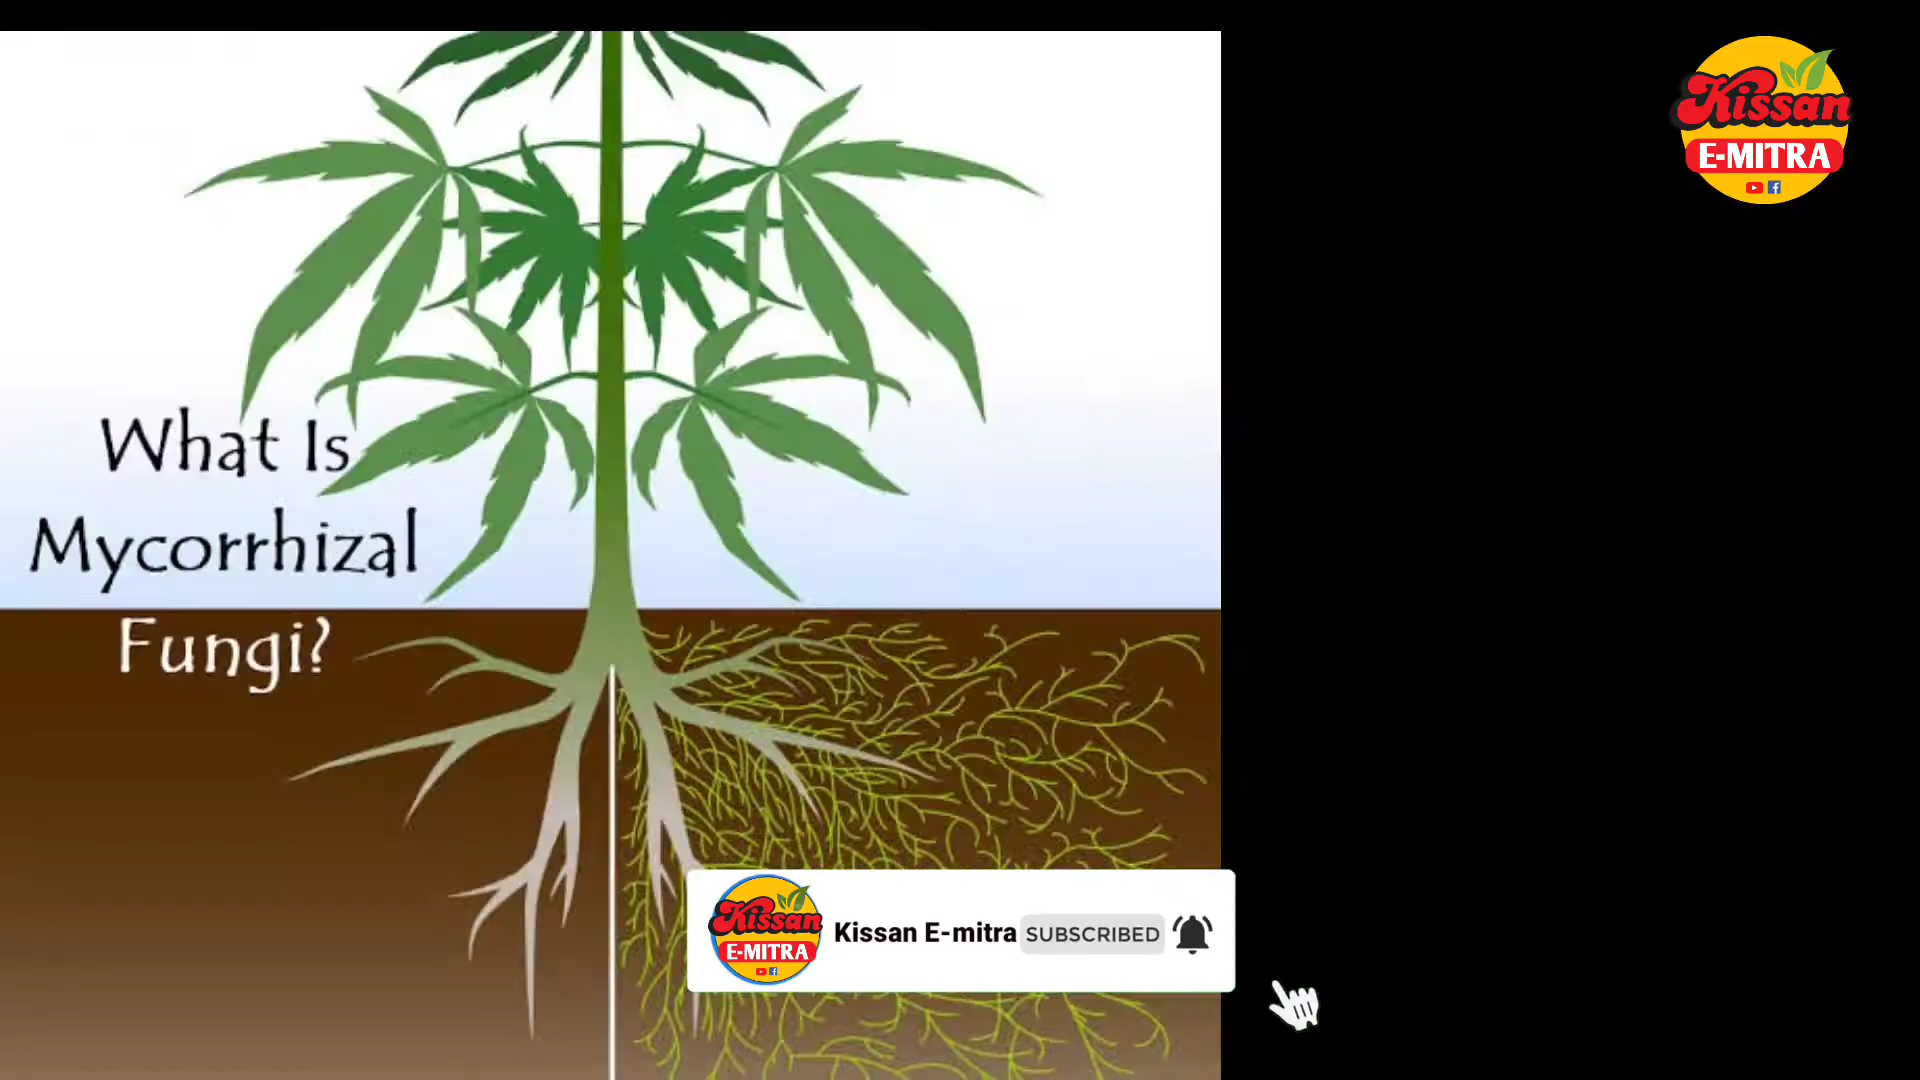 Kissan
E-MITRA
What Is
Mycorrhizal
Fungi?
Kissan
E-MITRA
Kissan E-mitra SUBSCRIBED